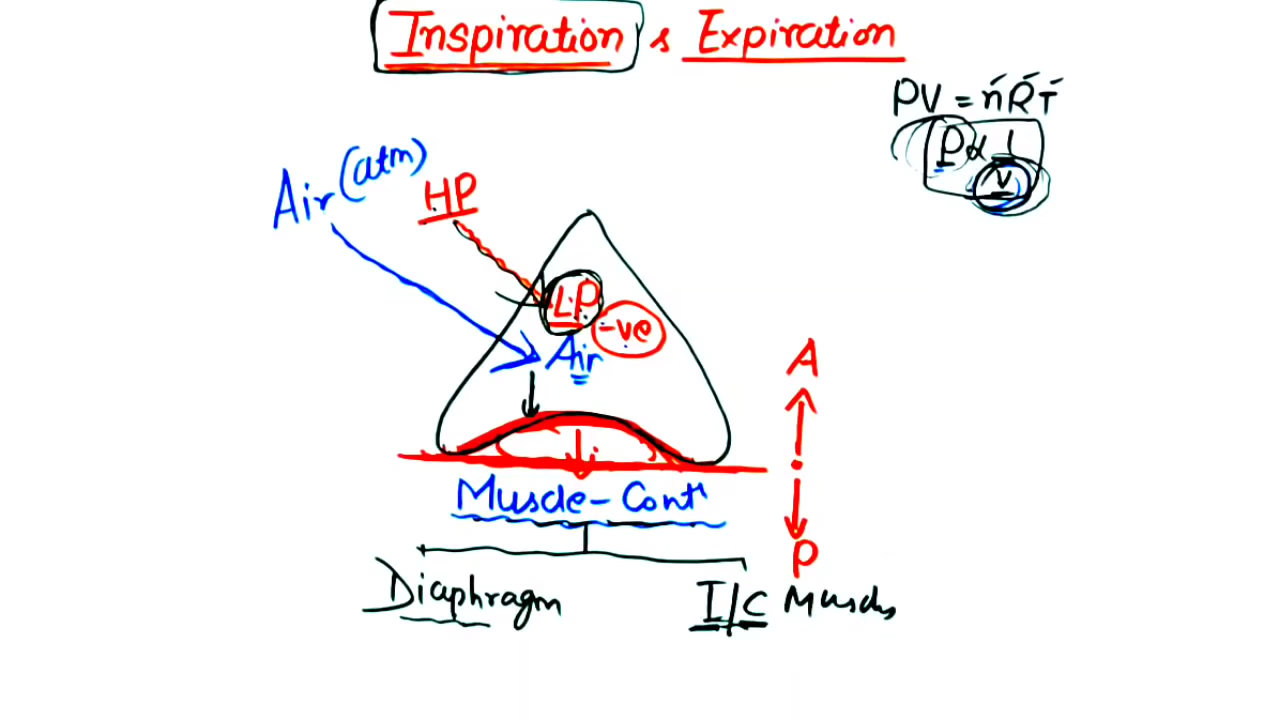 Inspiration & Expiration
PV = nRT
P ∝ 1/V
Air (atm)
HP
LP
-ve
Air
A
P
Muscle - Contⁿ
Diaphragm
I/C Muscles